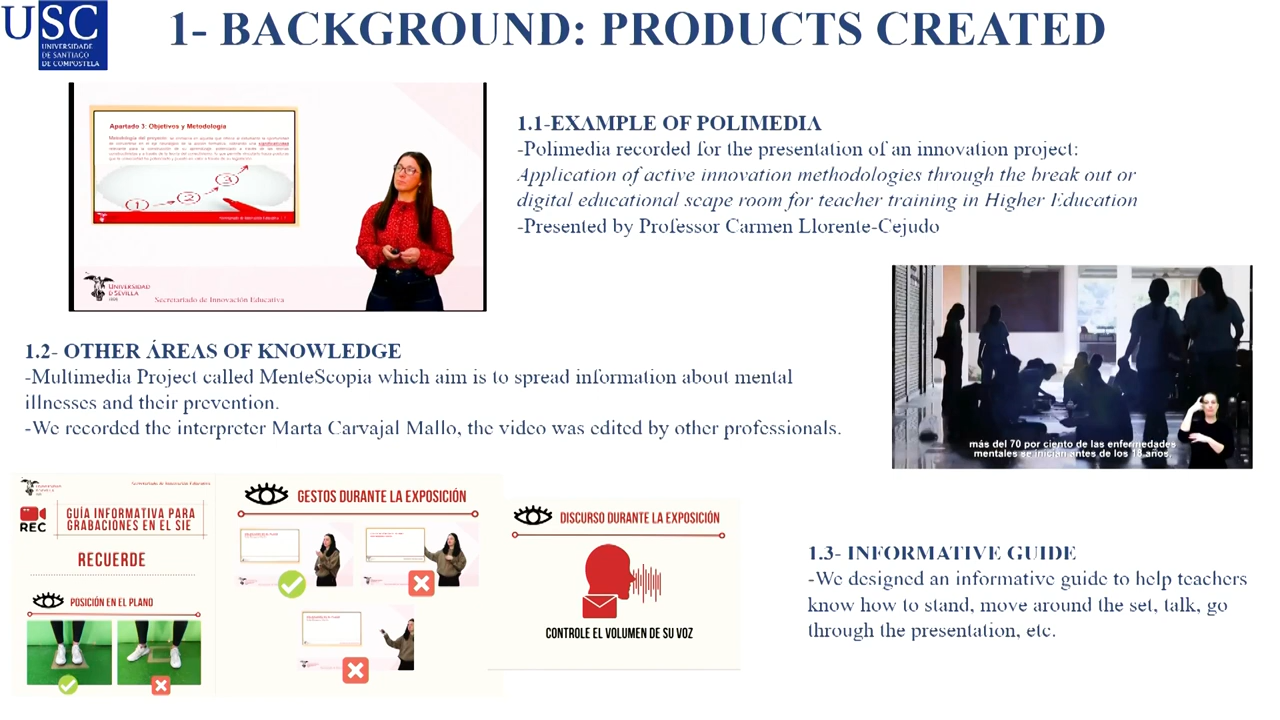 USC
UNIVERSIDADE
DE SANTIAGO
DE COMPOSTELA
1- BACKGROUND: PRODUCTS CREATED
Apartado 3: Objetivos y Metodología
1
2
3
UNIVERSIDAD
D SEVILLA
Secretariado de Innovación Educativa
1.1-EXAMPLE OF POLIMEDIA
-Polimedia recorded for the presentation of an innovation project:
Application of active innovation methodologies through the break out or
digital educational scape room for teacher training in Higher Education
-Presented by Professor Carmen Llorente-Cejudo
más del 70 por ciento de las enfermedades
mentales se inician antes de los 18 años.
1.2- OTHER ÁREAS OF KNOWLEDGE
-Multimedia Project called MenteScopia which aim is to spread information about mental
illnesses and their prevention.
-We recorded the interpreter Marta Carvajal Mallo, the video was edited by other professionals.
Secretariado de Innovación Educativa
REC
GUÍA INFORMATIVA PARA
GRABACIONES EN EL SIE
RECUERDE
POSICIÓN EN EL PLANO
GESTOS DURANTE LA EXPOSICIÓN
DISCURSO DURANTE LA EXPOSICIÓN
CONTROLE EL VOLUMEN DE SU VOZ
1.3- INFORMATIVE GUIDE
-We designed an informative guide to help teachers
know how to stand, move around the set, talk, go
through the presentation, etc.